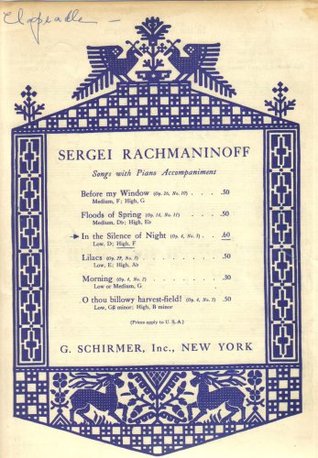 SERGEI RACHMANINOFF
Songs with Piano Accompaniment
Before my Window (Op. 26, No. 10) . . . . .50
Medium, F; High, G
Floods of Spring (Op. 14, No. 11) . . . . .50
Medium, D♭; High, E♭
In the Silence of Night (Op. 4, No. 3) . . . .60
Low, D; High, F
Lilacs (Op. 21, No. 5) . . . . . . . .50
Low, E; High, A♭
Morning (Op. 4, No. 2) . . . . . . . .50
Low or Medium, G
O thou billowy harvest-field! (Op. 4, No. 5) .50
Low, G# minor; High, B minor
(Prices apply to U.S.A)
G. SCHIRMER, Inc., NEW YORK